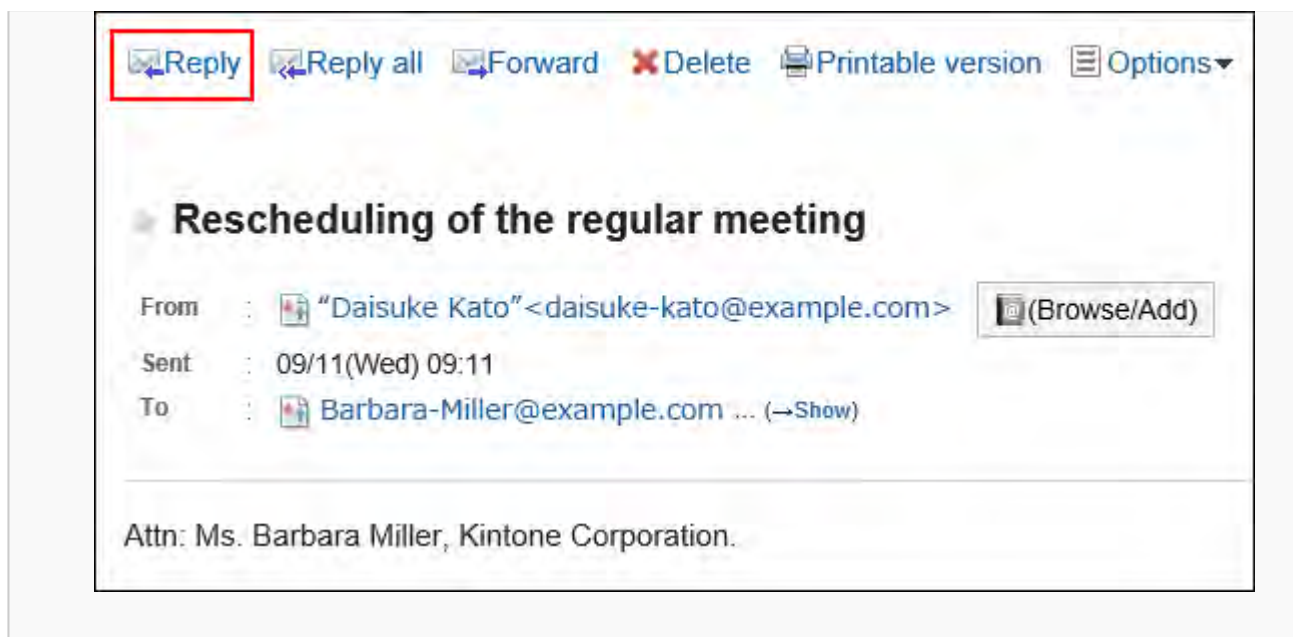 Reply Reply all Forward Delete Printable version Options
Rescheduling of the regular meeting
From : "Daisuke Kato"<daisuke-kato@example.com> (Browse/Add)
Sent : 09/11(Wed) 09:11
To : Barbara-Miller@example.com ... (→Show)
Attn: Ms. Barbara Miller, Kintone Corporation.